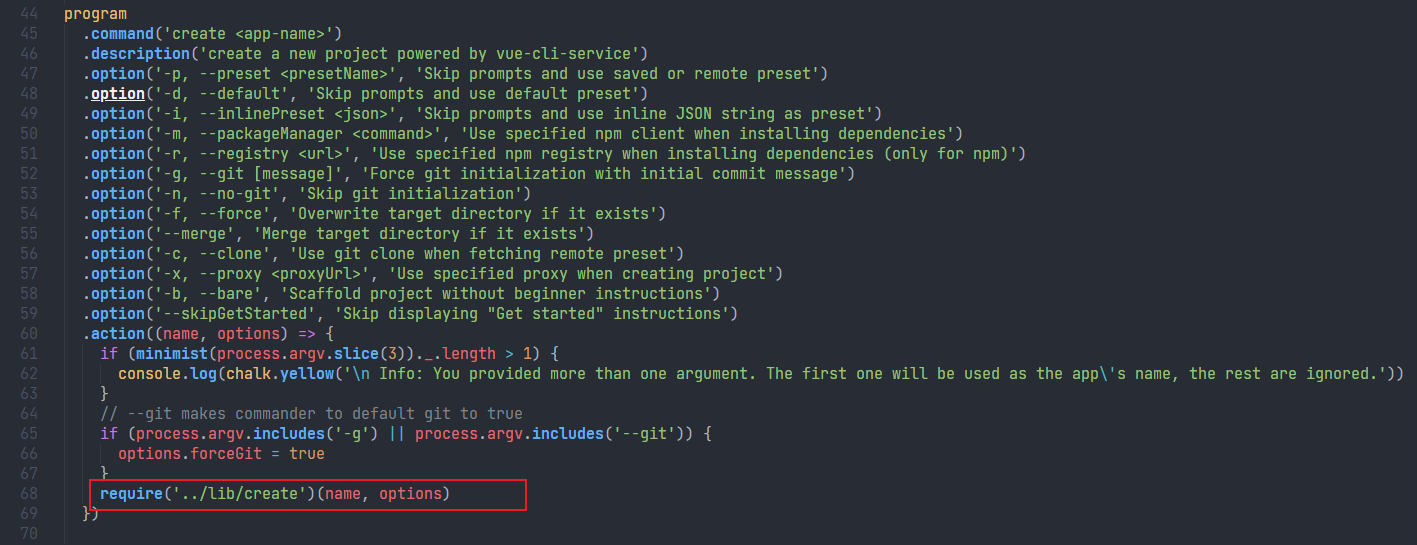 44 program
45 .command('create <app-name>')
46 .description('create a new project powered by vue-cli-service')
47 .option('-p, --preset <presetName>', 'Skip prompts and use saved or remote preset')
48 .option('-d, --default', 'Skip prompts and use default preset')
49 .option('-i, --inlinePreset <json>', 'Skip prompts and use inline JSON string as preset')
50 .option('-m, --packageManager <command>', 'Use specified npm client when installing dependencies')
51 .option('-r, --registry <url>', 'Use specified npm registry when installing dependencies (only for npm)')
52 .option('-g, --git [message]', 'Force git initialization with initial commit message')
53 .option('-n, --no-git', 'Skip git initialization')
54 .option('-f, --force', 'Overwrite target directory if it exists')
55 .option('--merge', 'Merge target directory if it exists')
56 .option('-c, --clone', 'Use git clone when fetching remote preset')
57 .option('-x, --proxy <proxyUrl>', 'Use specified proxy when creating project')
58 .option('-b, --bare', 'Scaffold project without beginner instructions')
59 .option('--skipGetStarted', 'Skip displaying "Get started" instructions')
60 .action((name, options) => {
61 if (minimist(process.argv.slice(3))._.length > 1) {
62 console.log(chalk.yellow('\n Info: You provided more than one argument. The first one will be used as the app\'s name, the rest are ignored.'))
63 }
64 // --git makes commander to default git to true
65 if (process.argv.includes('-g') || process.argv.includes('--git')) {
66 options.forceGit = true
67 }
68 require('../lib/create')(name, options)
69 })
70